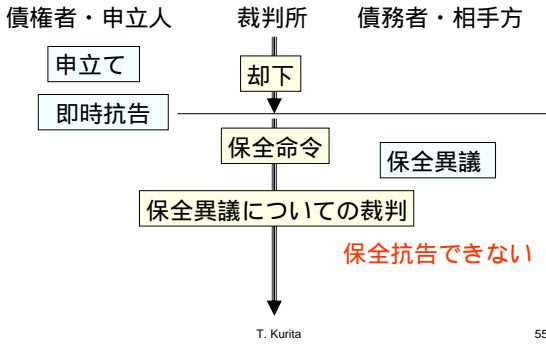 債権者・申立人 裁判所 債務者・相手方
申立て
却下
即時抗告
保全命令
保全異議
保全異議についての裁判
保全抗告できない
T. Kurita 55